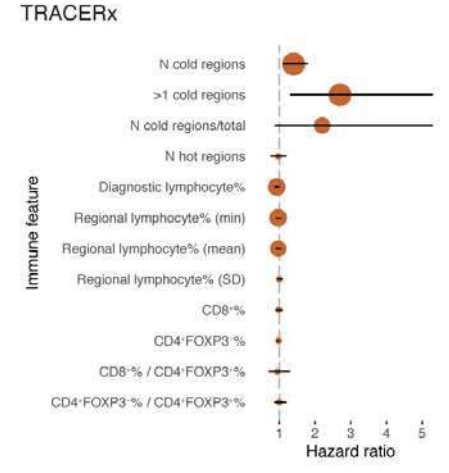 TRACERx
Immune feature
N cold regions
>1 cold regions
N cold regions/total
N hot regions
Diagnostic lymphocyte%
Regional lymphocyte% (min)
Regional lymphocyte% (mean)
Regional lymphocyte% (SD)
CD8⁺%
CD4⁺FOXP3⁻%
CD8⁺% / CD4⁺FOXP3⁺%
CD4⁺FOXP3⁻% / CD4⁺FOXP3⁺%
1 2 3 4 5
Hazard ratio